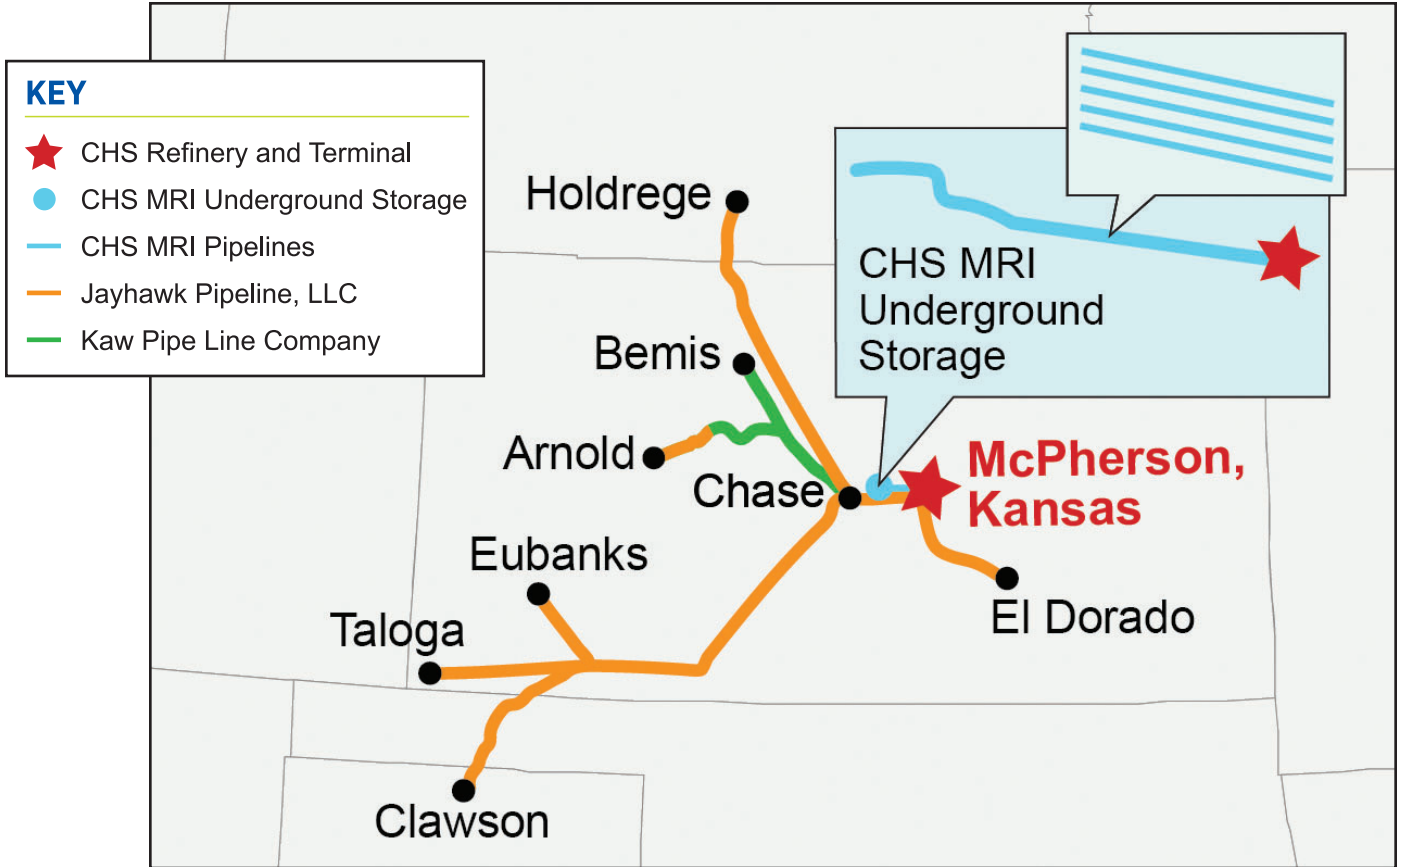 KEY
CHS Refinery and Terminal
CHS MRI Underground Storage
CHS MRI Pipelines
Jayhawk Pipeline, LLC
Kaw Pipe Line Company
Holdrege
CHS MRI
Underground
Storage
Bemis
Arnold
Chase
McPherson,
Kansas
Eubanks
El Dorado
Taloga
Clawson